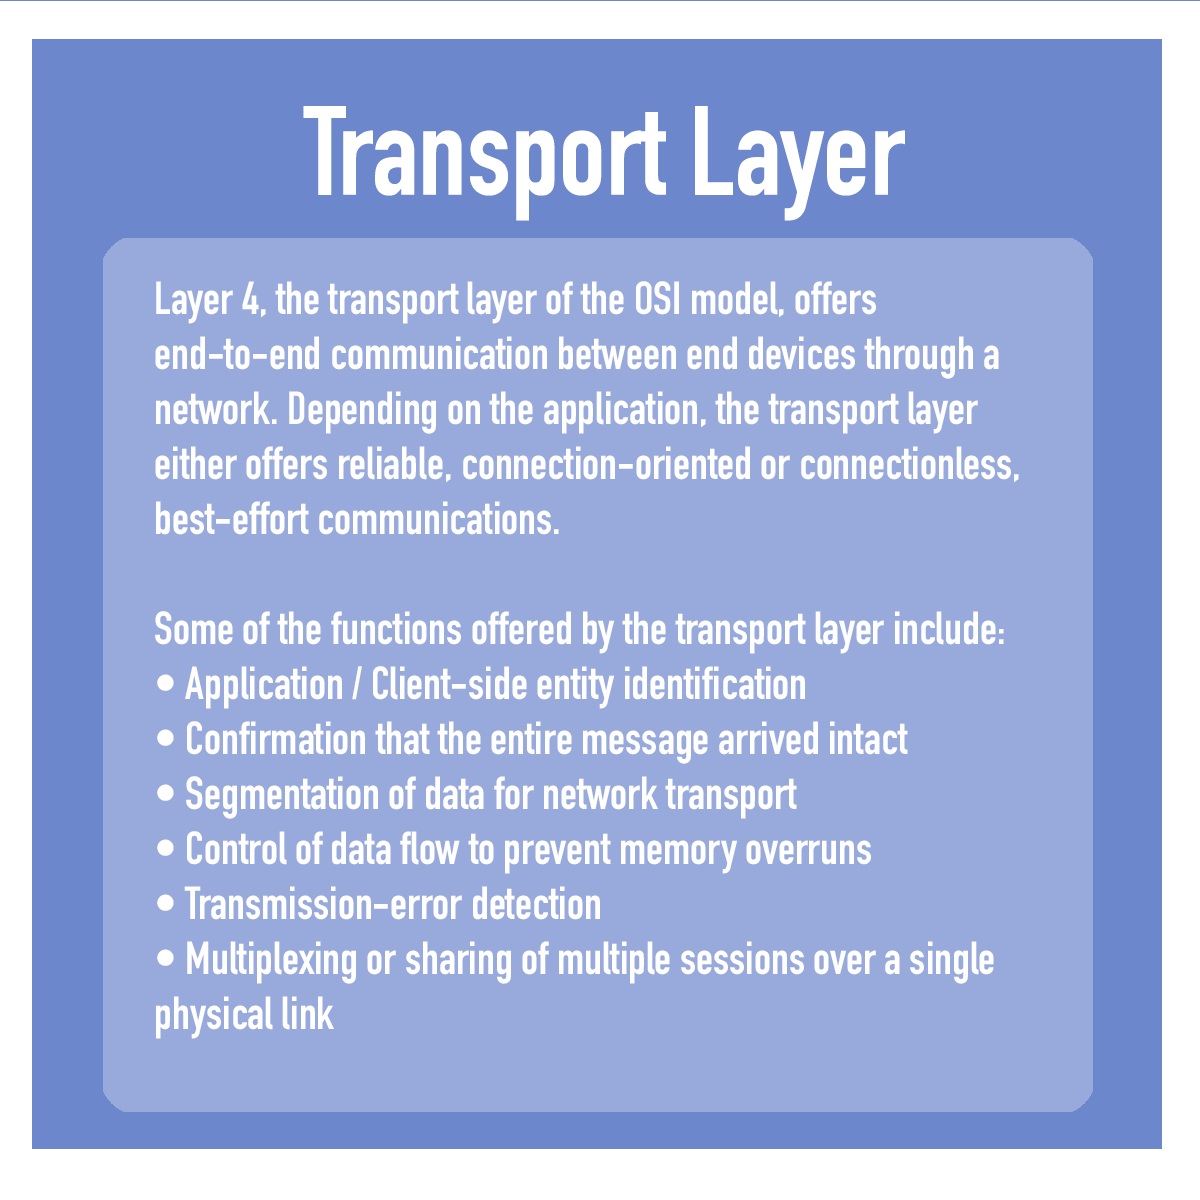 Transport Layer
Layer 4, the transport layer of the OSI model, offers
end-to-end communication between end devices through a
network. Depending on the application, the transport layer
either offers reliable, connection-oriented or connectionless,
best-effort communications.
Some of the functions offered by the transport layer include:
• Application / Client-side entity identification
• Confirmation that the entire message arrived intact
• Segmentation of data for network transport
• Control of data flow to prevent memory overruns
• Transmission-error detection
• Multiplexing or sharing of multiple sessions over a single
physical link